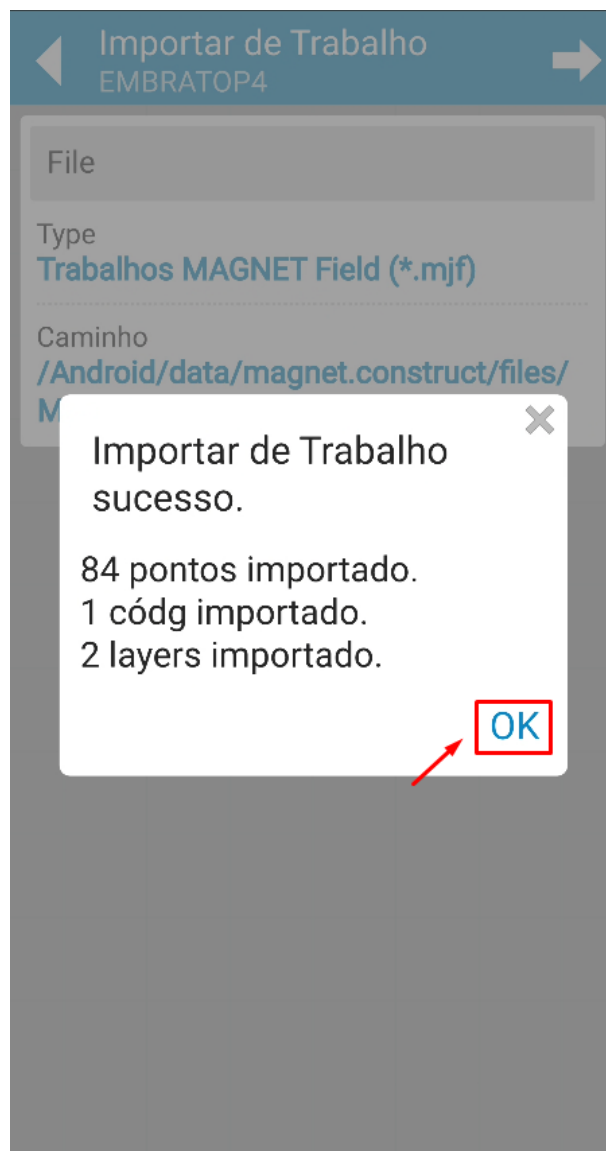 Importar de Trabalho
EMBRATOP4
File
Type
Trabalhos MAGNET Field (*.mjf)
Caminho
/Android/data/magnet.construct/files/
M
Importar de Trabalho
sucesso.
84 pontos importado.
1 códg importado.
2 layers importado.
OK